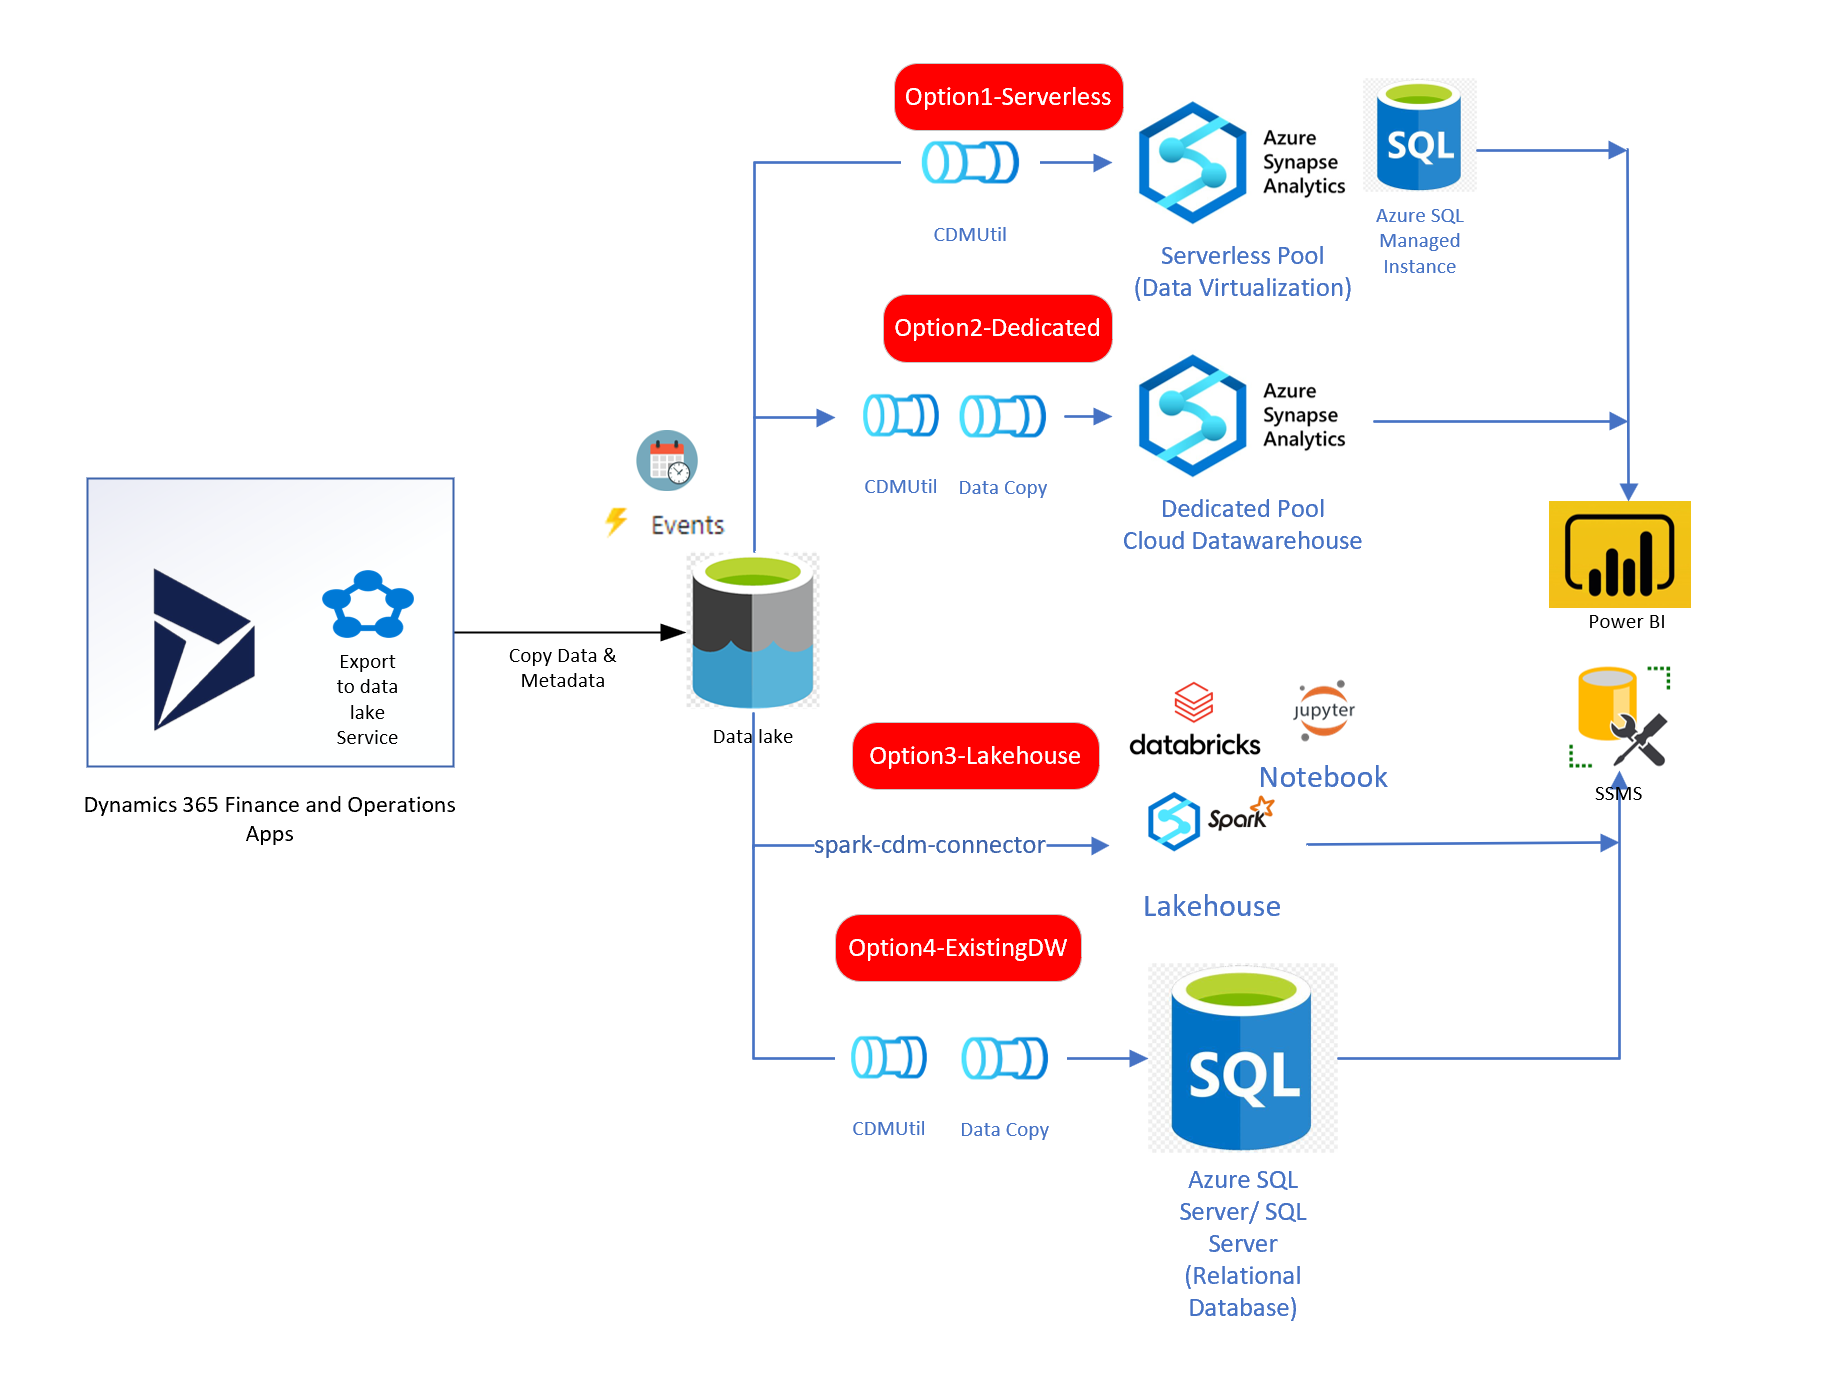 Option1-Serverless
CDMUtil
Azure
Synapse
Analytics
Serverless Pool
(Data Virtualization)
SQL
Azure SQL
Managed
Instance
Option2-Dedicated
CDMUtil
Data Copy
Azure
Synapse
Analytics
Dedicated Pool
Cloud Datawarehouse
Events
Export
to data
lake
Service
Dynamics 365 Finance and Operations
Apps
Copy Data &
Metadata
Data lake
Power BI
Option3-Lakehouse
databricks
jupyter
Notebook
spark-cdm-connector
Spark
Lakehouse
SSMS
Option4-ExistingDW
CDMUtil
Data Copy
SQL
Azure SQL
Server/ SQL
Server
(Relational
Database)